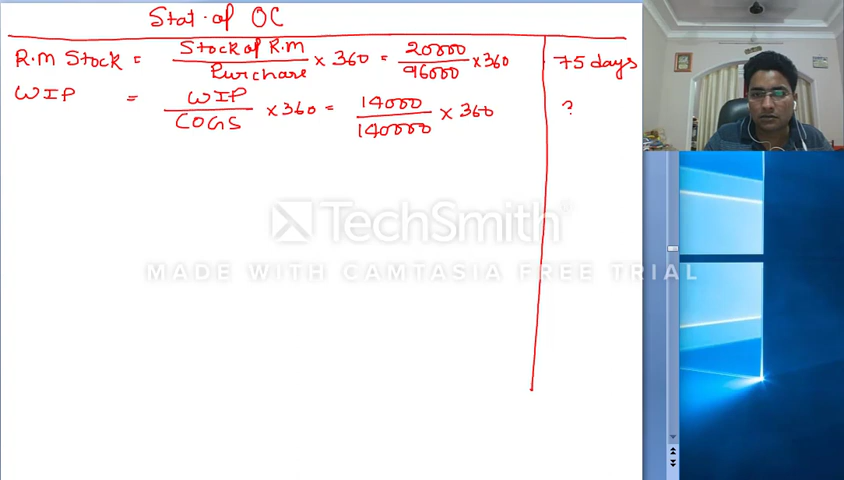 Stat. of OC
R.M Stock = Stock of R.M / Purchase × 360 = 20000 / 96000 × 360 75 days
WIP = WIP / COGS × 360 = 14000 / 140000 × 360 ?
TechSmith
MADE WITH CAMTASIA FREE TRIAL